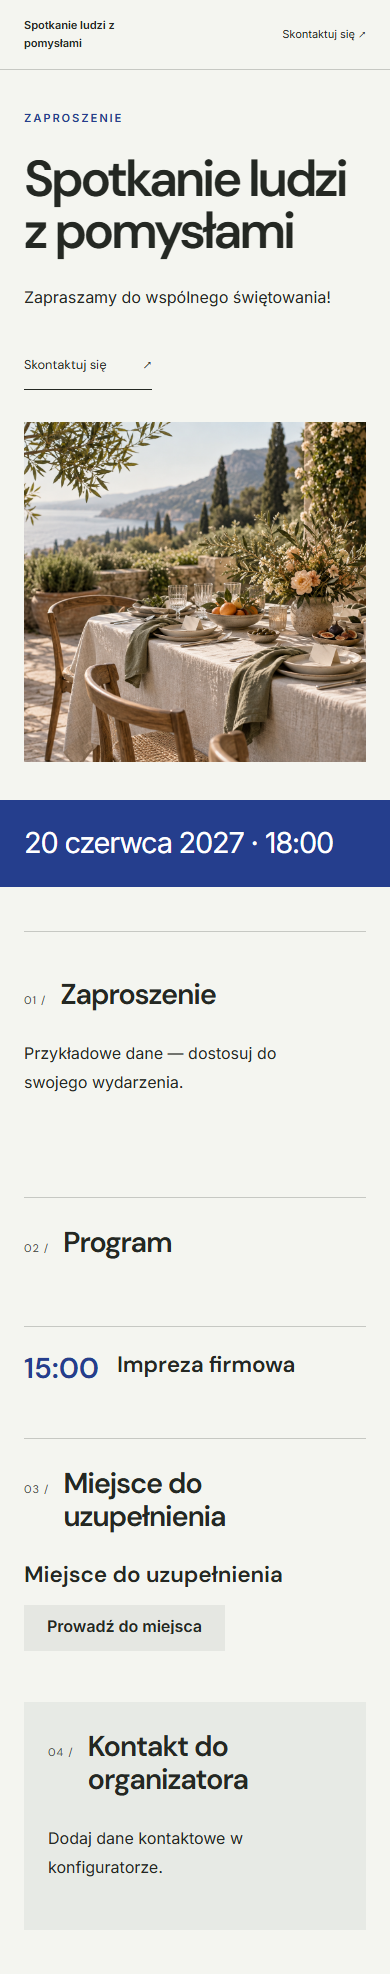 Spotkanie ludzi z
pomysłami
Skontaktuj się ↗
ZAPROSZENIE
Spotkanie ludzi
z pomysłami
Zapraszamy do wspólnego świętowania!
Skontaktuj się ↗
20 czerwca 2027 · 18:00
01 / Zaproszenie
Przykładowe dane — dostosuj do
swojego wydarzenia.
02 / Program
15:00 Impreza firmowa
03 / Miejsce do
uzupełnienia
Miejsce do uzupełnienia
Prowadź do miejsca
04 / Kontakt do
organizatora
Dodaj dane kontaktowe w
konfiguratorze.